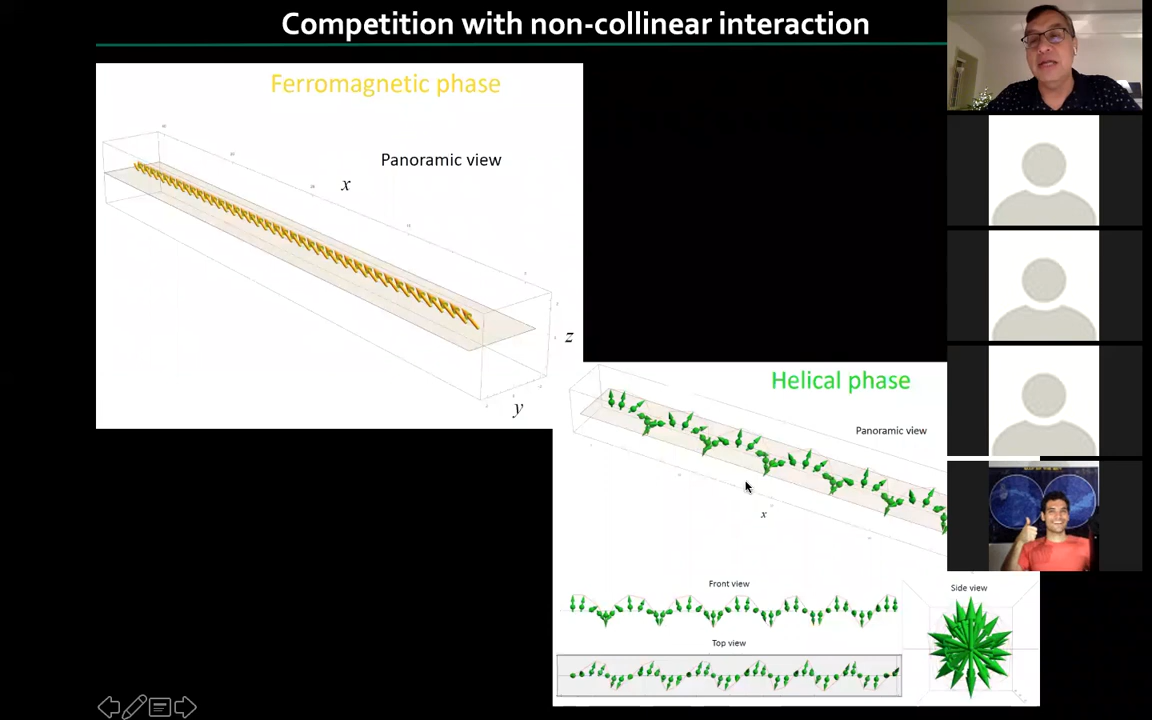 Competition with non-collinear interaction
Ferromagnetic phase
Panoramic view
x
z
y
Helical phase
Panoramic view
x
Front view
Side view
Top view